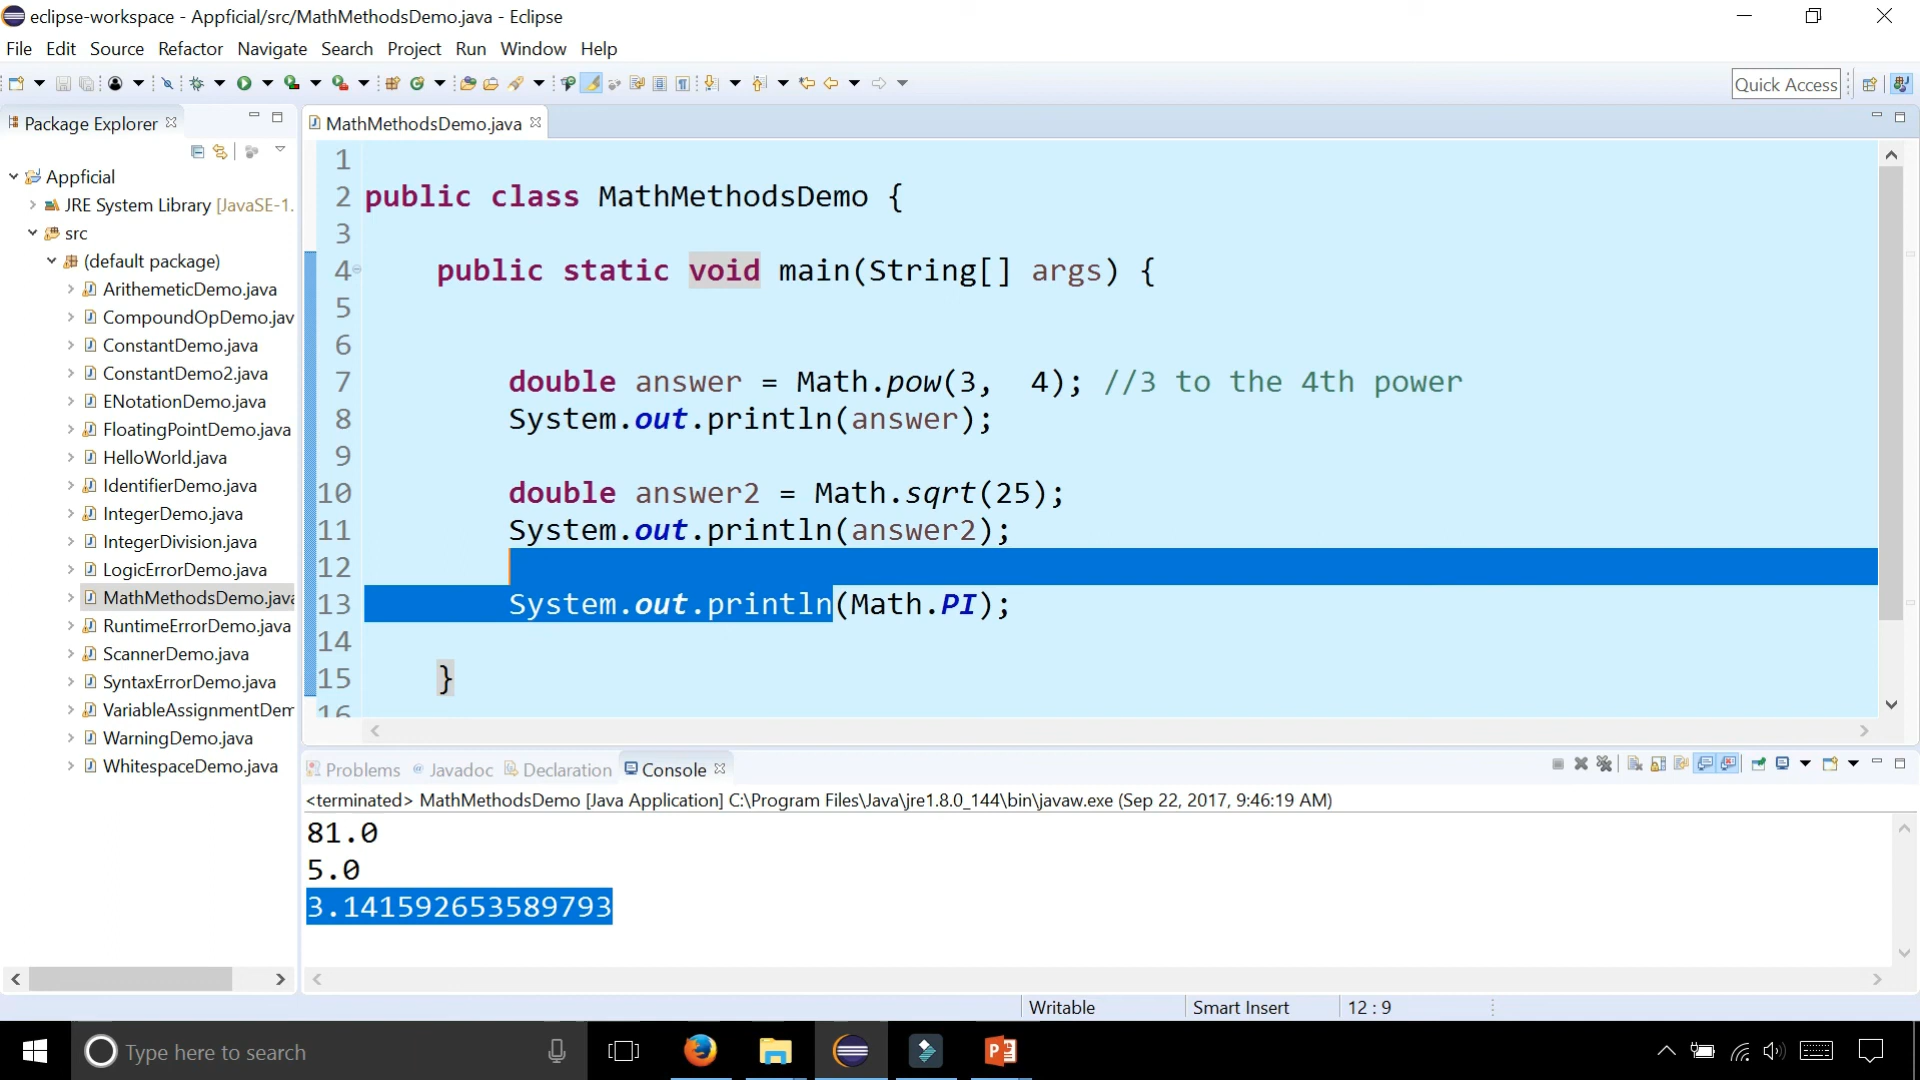 eclipse-workspace - Appficial/src/MathMethodsDemo.java - Eclipse
File Edit Source Refactor Navigate Search Project Run Window Help
Quick Access
Package Explorer
Appficial
JRE System Library [JavaSE-1.
src
(default package)
ArithemeticDemo.java
CompoundOpDemo.jav
ConstantDemo.java
ConstantDemo2.java
ENotationDemo.java
FloatingPointDemo.java
HelloWorld.java
IdentifierDemo.java
IntegerDemo.java
IntegerDivision.java
LogicErrorDemo.java
MathMethodsDemo.java
RuntimeErrorDemo.java
ScannerDemo.java
SyntaxErrorDemo.java
VariableAssignmentDem
WarningDemo.java
WhitespaceDemo.java
MathMethodsDemo.java
1
2 public class MathMethodsDemo {
3
4 public static void main(String[] args) {
5
6
7 double answer = Math.pow(3, 4); //3 to the 4th power
8 System.out.println(answer);
9
10 double answer2 = Math.sqrt(25);
11 System.out.println(answer2);
12
13 System.out.println(Math.PI);
14
15 }
16
Problems Javadoc Declaration Console
<terminated> MathMethodsDemo [Java Application] C:\Program Files\Java\jre1.8.0_144\bin\javaw.exe (Sep 22, 2017, 9:46:19 AM)
81.0
5.0
3.141592653589793
Writable Smart Insert 12 : 9
Type here to search